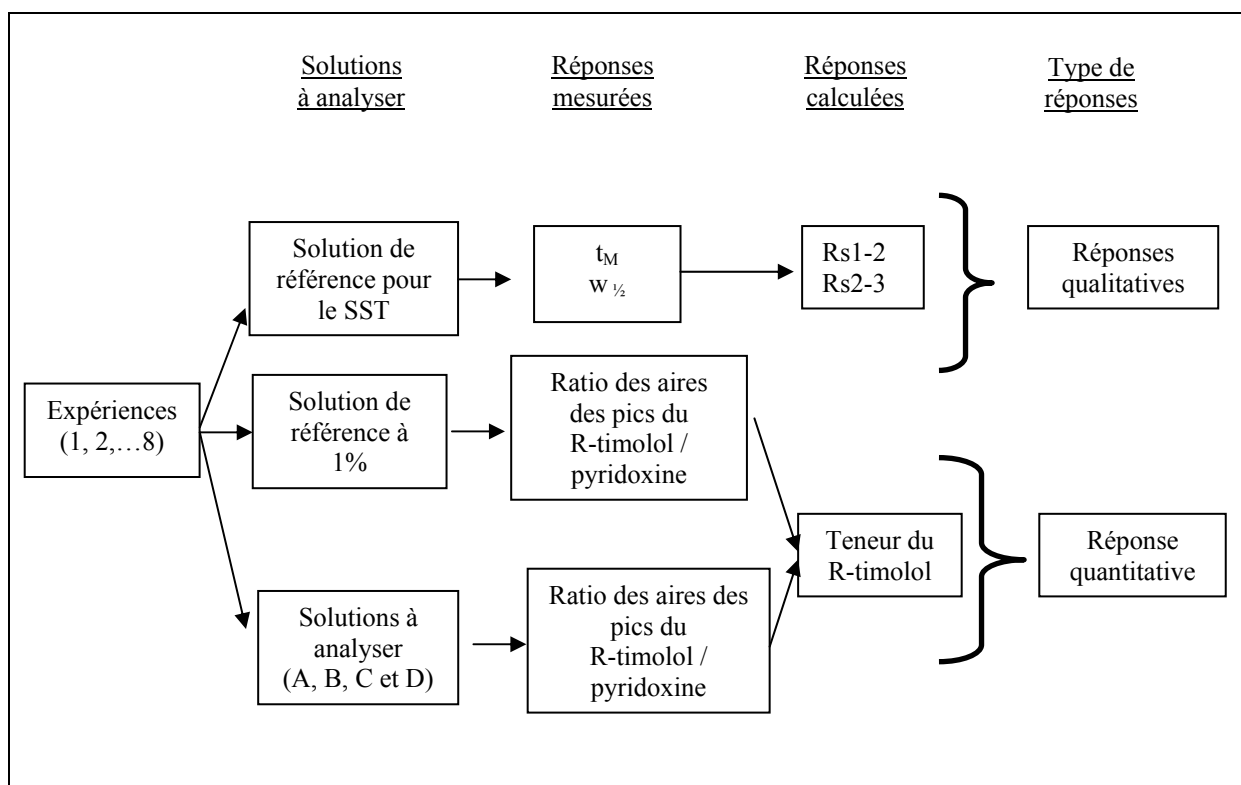 Solutions
à analyser
Réponses
mesurées
Réponses
calculées
Type de
réponses
Solution de
référence pour
le SST
tM
w ½
Rs1-2
Rs2-3
Réponses
qualitatives
Expériences
(1, 2,…8)
Solution de
référence à
1%
Ratio des aires
des pics du
R-timolol /
pyridoxine
Teneur du
R-timolol
Réponse
quantitative
Solutions à
analyser
(A, B, C et D)
Ratio des aires des
pics du
R-timolol /
pyridoxine